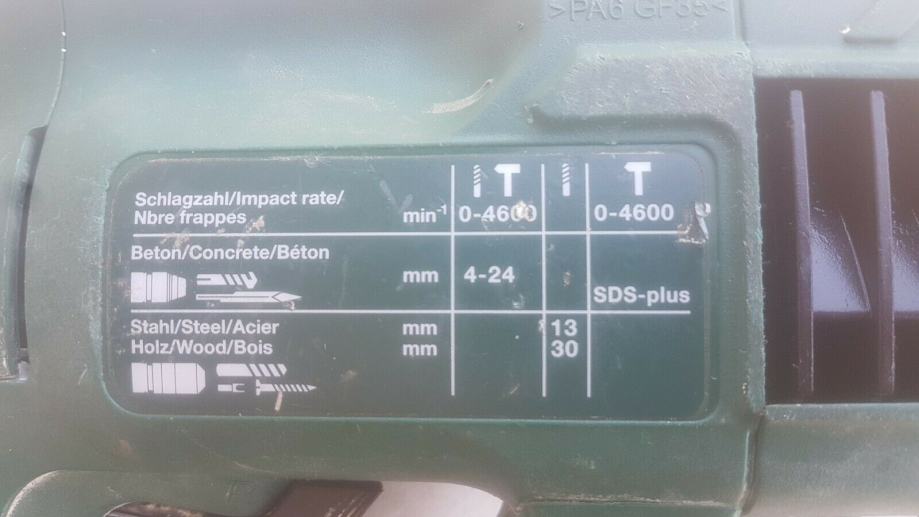 >PA6 GF35<
Schlagzahl/Impact rate/
Nbre frappes min⁻¹ 0-4600 0-4600
Beton/Concrete/Béton
mm 4-24
SDS-plus
Stahl/Steel/Acier mm 13
Holz/Wood/Bois mm 30